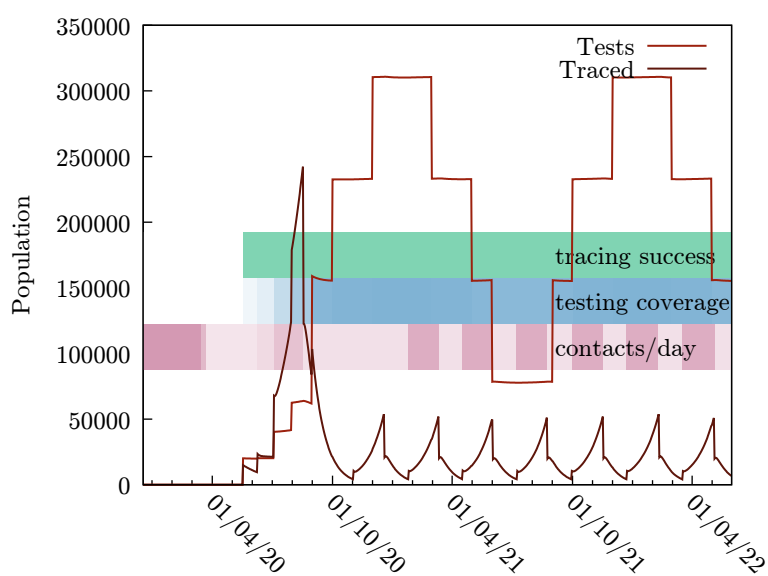 350000
300000
250000
200000
150000
100000
50000
0
Population
Tests
Traced
tracing success
testing coverage
contacts/day
01/04/20
01/10/20
01/04/21
01/10/21
01/04/22